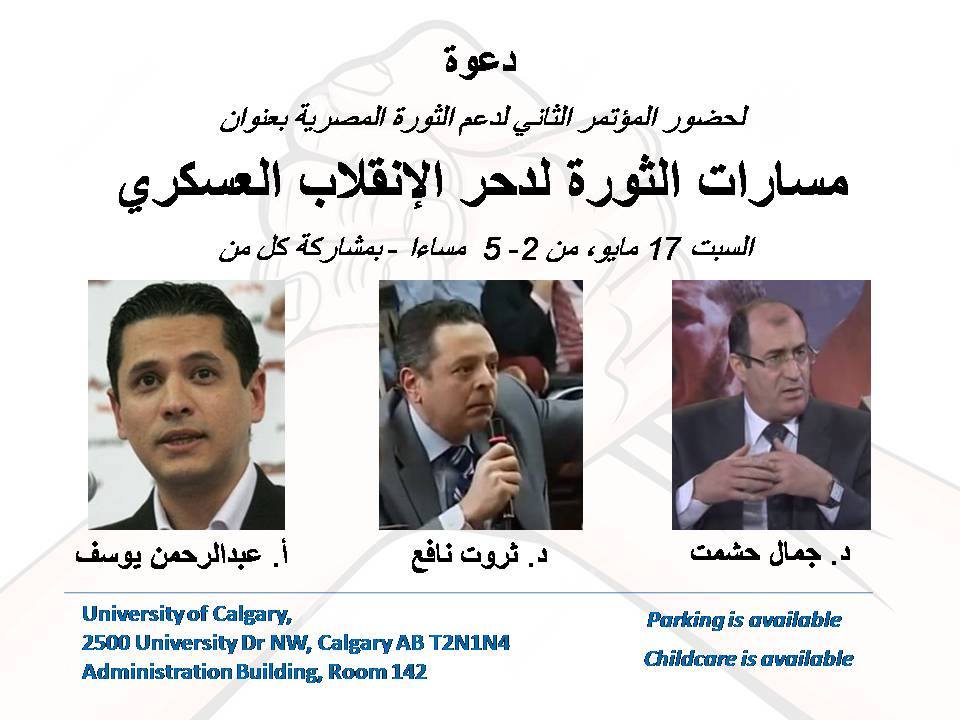 دعوة
لحضور المؤتمر الثاني لدعم الثورة المصرية بعنوان
مسارات الثورة لدحر الإنقلاب العسكري
السبت 17 مايو، من 2- 5 مساءا - بمشاركة كل من
أ. عبدالرحمن يوسف
د. ثروت نافع
د. جمال حشمت
University of Calgary,
2500 University Dr NW, Calgary AB T2N1N4
Administration Building, Room 142
Parking is available
Childcare is available